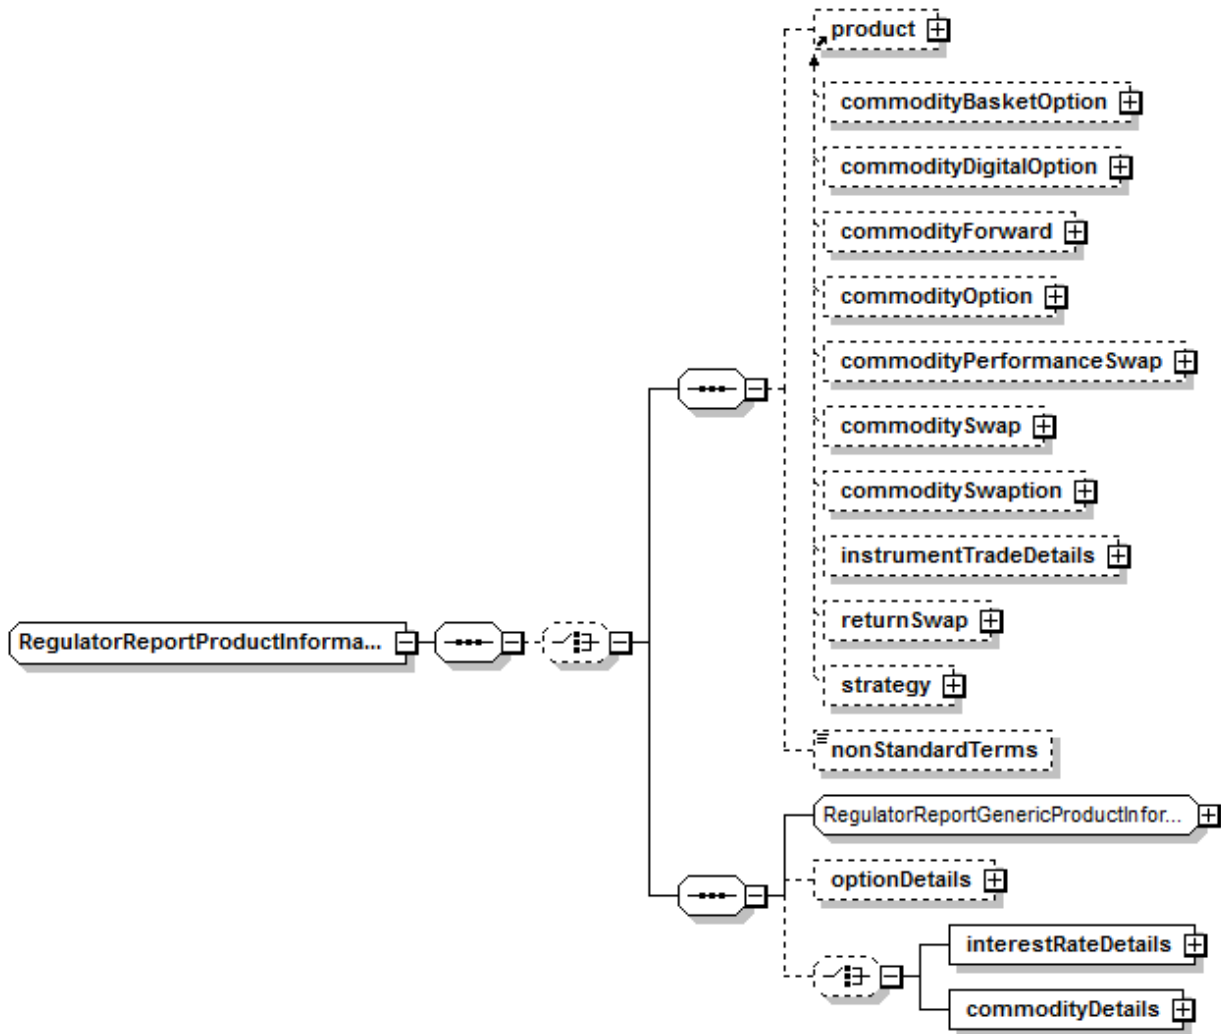 product
commodityBasketOption
commodityDigitalOption
commodityForward
commodityOption
commodityPerformanceSwap
commoditySwap
commoditySwaption
instrumentTradeDetails
returnSwap
RegulatorReportProductInforma...
strategy
nonStandardTerms
RegulatorReportGenericProductInfor...
optionDetails
interestRateDetails
commodityDetails